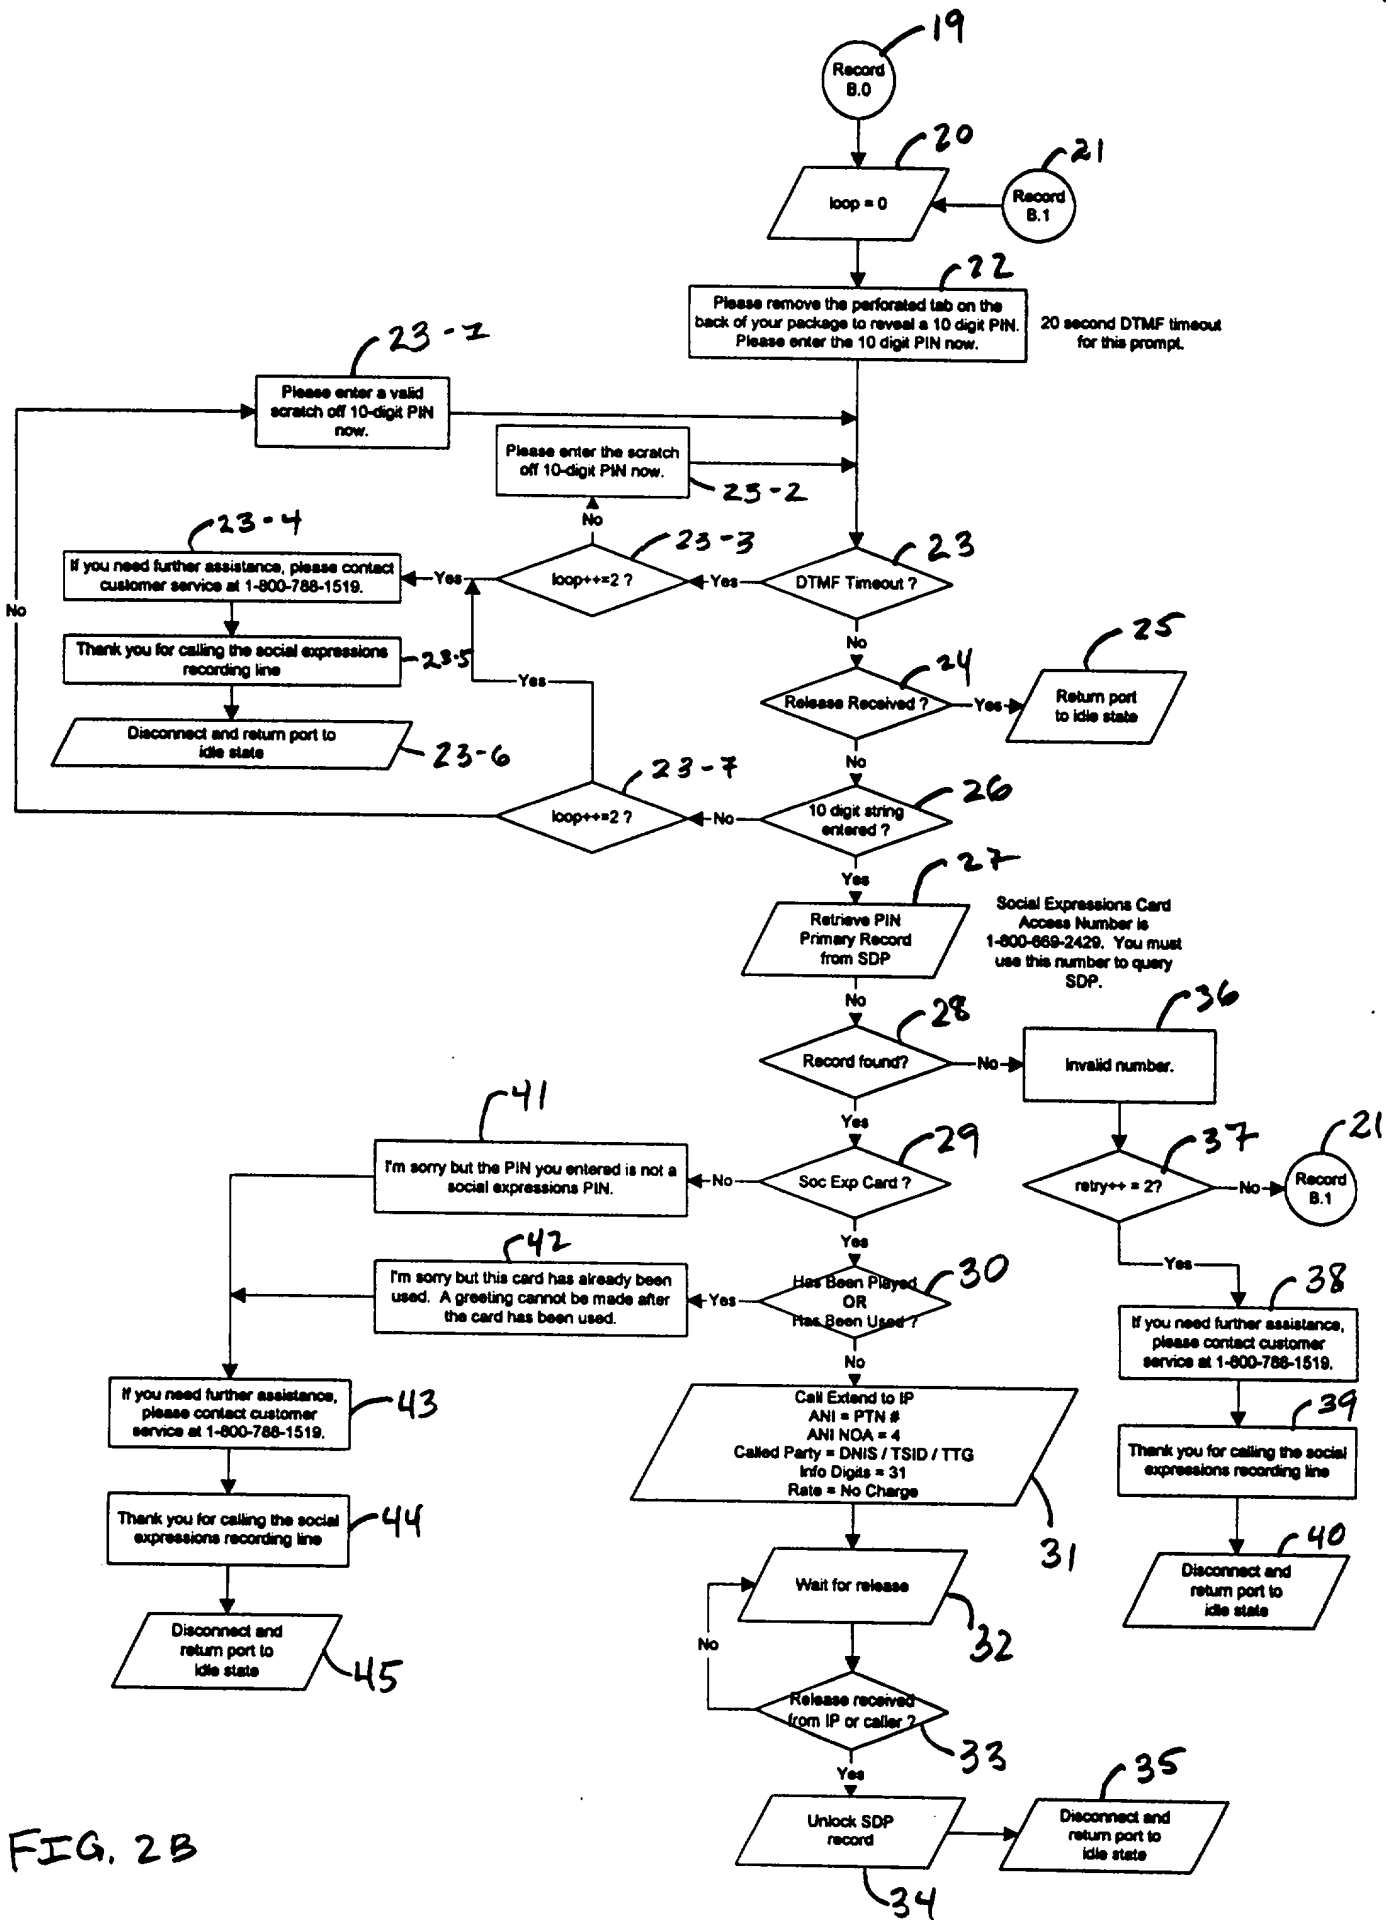 19
Record
B.0
20
21
loop = 0
Record
B.1
22
Please remove the perforated tab on the
back of your package to reveal a 10 digit PIN.
Please enter the 10 digit PIN now.
20 second DTMF timeout
for this prompt.
23-1
Please enter a valid
scratch off 10-digit PIN
now.
Please enter the scratch
off 10-digit PIN now.
23-2
No
23-4
23-3
23
If you need further assistance, please contact
customer service at 1-800-788-1519.
Yes
loop++=2 ?
Yes
DTMF Timeout ?
No
No
25
Thank you for calling the social expressions
recording line
23-5
24
Yes
Release Received ?
Yes
Return port
to idle state
Disconnect and return port to
idle state
23-6
No
23-7
26
loop++=2 ?
No
10 digit string
entered ?
27
Yes
Retrieve PIN
Primary Record
from SDP
Social Expressions Card
Access Number is
1-800-669-2429. You must
use this number to query
SDP.
No
36
28
Record found?
No
Invalid number.
41
Yes
29
37
21
I'm sorry but the PIN you entered is not a
social expressions PIN.
No
Soc Exp Card ?
retry++ = 2?
No
Record
B.1
42
Yes
Yes
30
38
I'm sorry but this card has already been
used. A greeting cannot be made after
the card has been used.
Yes
Has Been Played
OR
Has Been Used ?
If you need further assistance,
please contact customer
service at 1-800-788-1519.
No
If you need further assistance,
please contact customer
service at 1-800-788-1519.
43
Call Extend to IP
ANI = PTN #
ANI NOA = 4
Called Party = DNIS / TSID / TTG
Info Digits = 31
Rate = No Charge
31
39
Thank you for calling the social
expressions recording line
Thank you for calling the social
expressions recording line
44
40
Disconnect and
return port to
idle state
Wait for release
32
No
Disconnect and
return port to
idle state
45
Release received
from IP or caller ?
33
Yes
35
Unlock SDP
record
34
Disconnect and
return port to
idle state
FIG. 2B